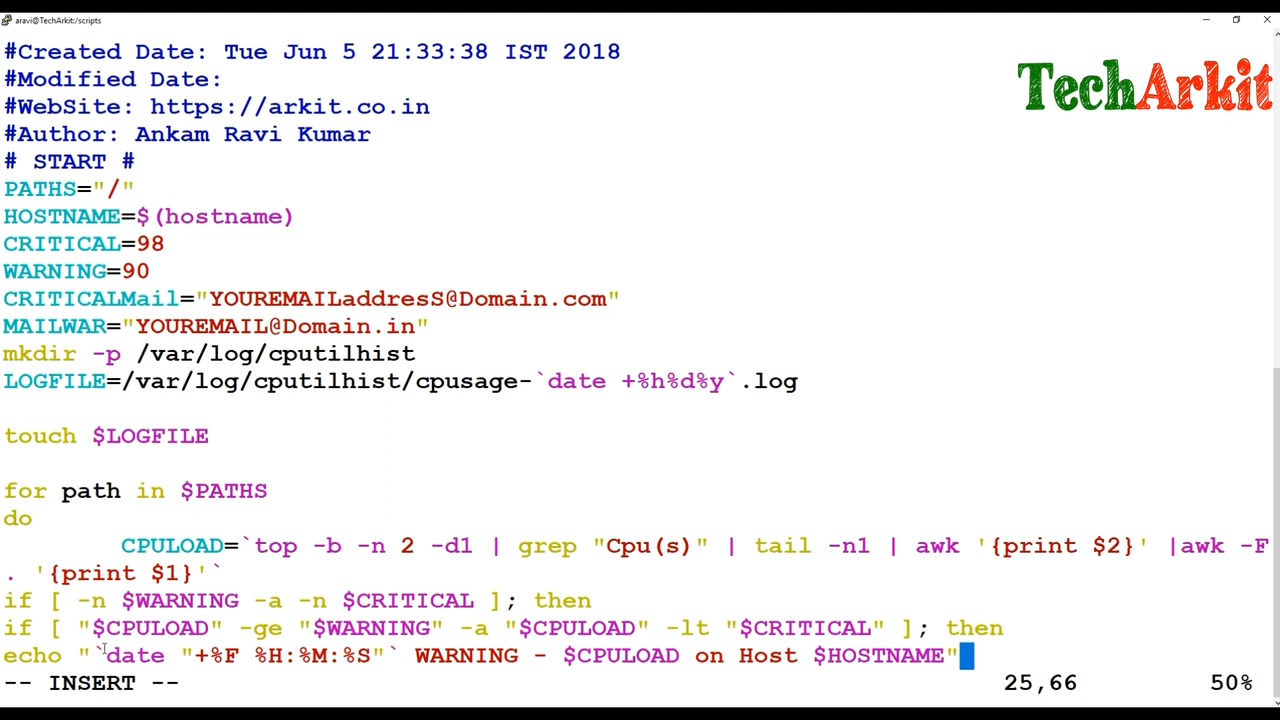 aravi@TechArkit:/scripts
#Created Date: Tue Jun 5 21:33:38 IST 2018
#Modified Date:
#WebSite: https://arkit.co.in
#Author: Ankam Ravi Kumar
# START #
TechArkit
PATHS="/"
HOSTNAME=$(hostname)
CRITICAL=98
WARNING=90
CRITICALMail="YOUREMAILaddresS@Domain.com"
MAILWAR="YOUREMAIL@Domain.in"
mkdir -p /var/log/cputilhist
LOGFILE=/var/log/cputilhist/cpusage-`date +%h%d%y`.log
touch $LOGFILE
for path in $PATHS
do
CPULOAD=`top -b -n 2 -d1 | grep "Cpu(s)" | tail -n1 | awk '{print $2}' |awk -F
. '{print $1}'`
if [ -n $WARNING -a -n $CRITICAL ]; then
if [ "$CPULOAD" -ge "$WARNING" -a "$CPULOAD" -lt "$CRITICAL" ]; then
echo "`date "+%F %H:%M:%S"` WARNING - $CPULOAD on Host $HOSTNAME"
-- INSERT --
25,66
50%